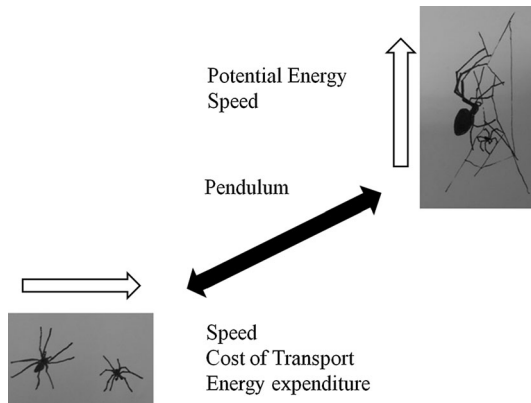 Potential Energy
Speed
Pendulum
Speed
Cost of Transport
Energy expenditure